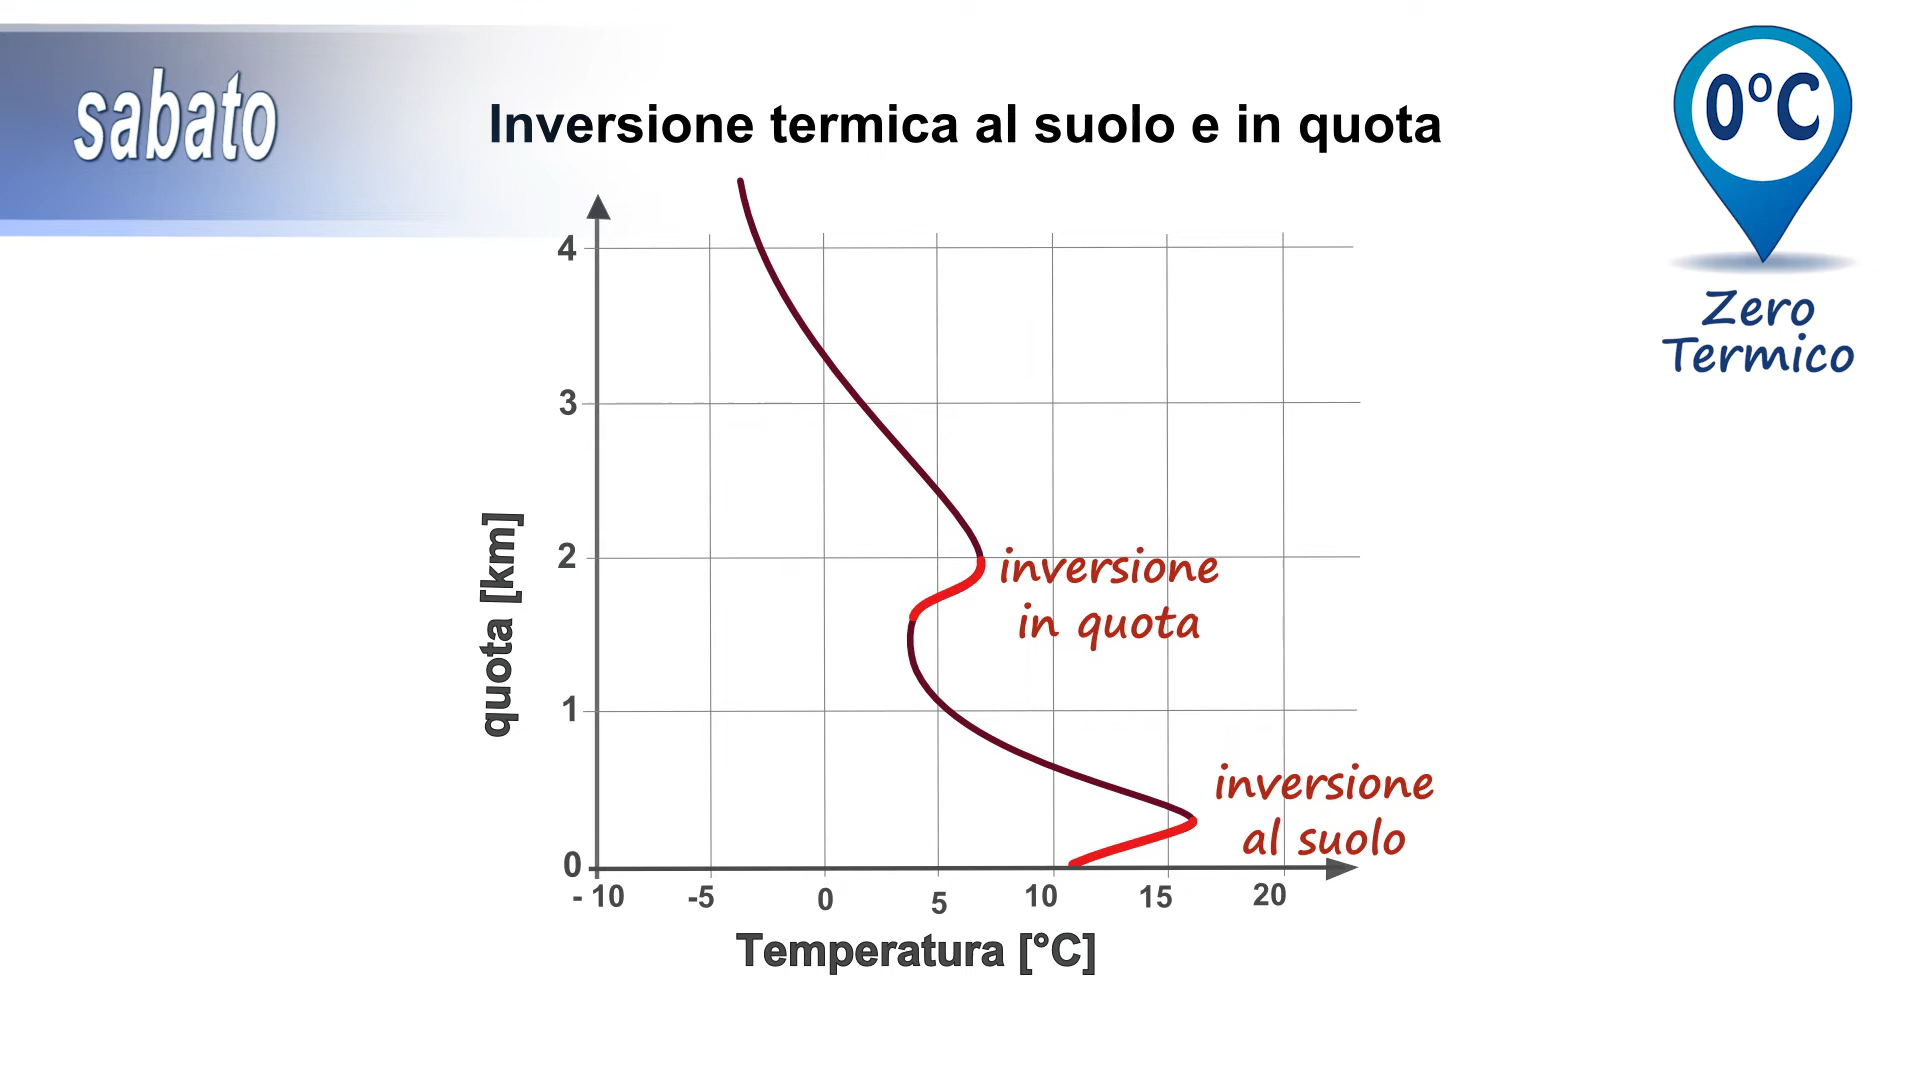 sabato
Inversione termica al suolo e in quota
0°C
Zero
Termico
4
3
2
1
0
quota [km]
inversione
in quota
inversione
al suolo
- 10 -5 0 5 10 15 20
Temperatura [°C]